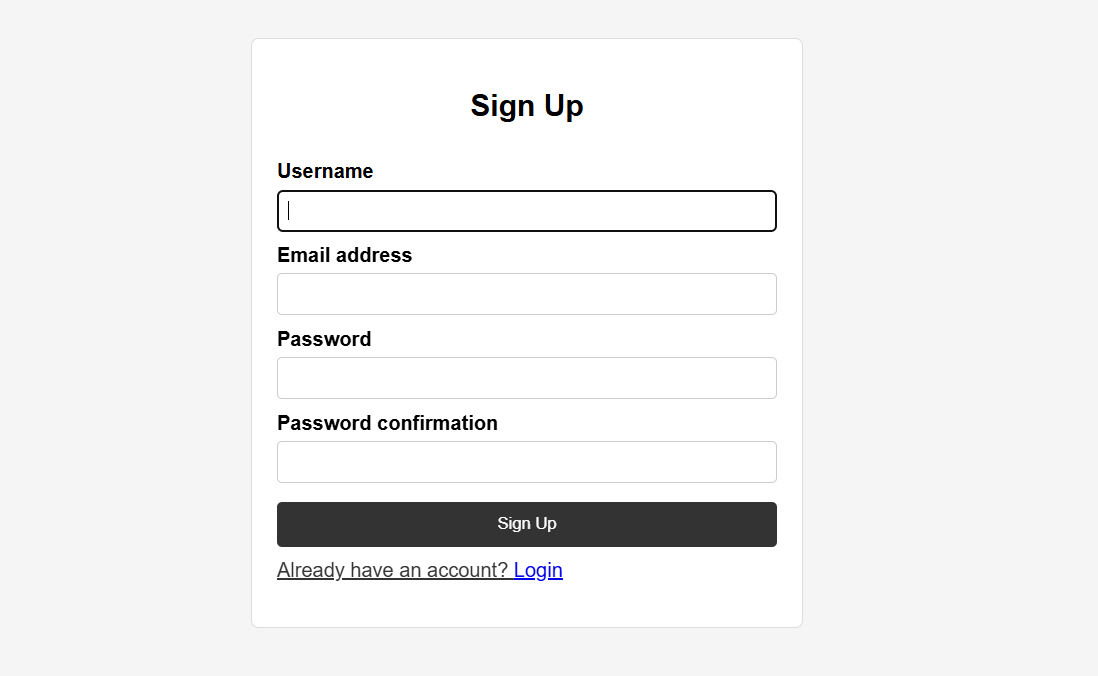 Sign Up
Username
Email address
Password
Password confirmation
Sign Up
Already have an account? Login